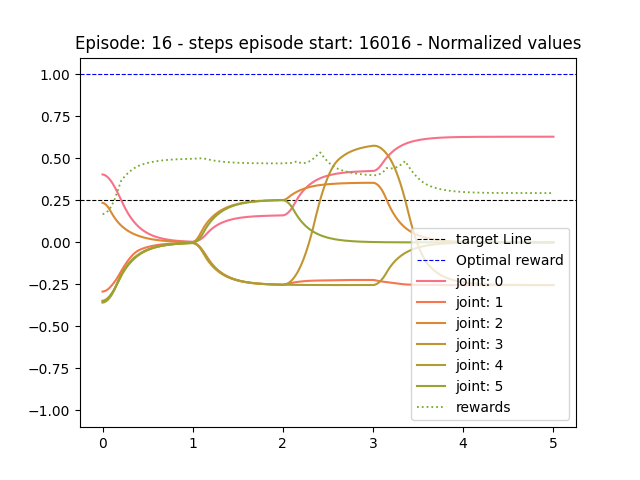 Episode: 16 - steps episode start: 16016 - Normalized values
1.00
0.75
0.50
0.25
0.00
−0.25
−0.50
−0.75
−1.00
0 1 2 3 4 5
target Line
Optimal reward
joint: 0
joint: 1
joint: 2
joint: 3
joint: 4
joint: 5
rewards